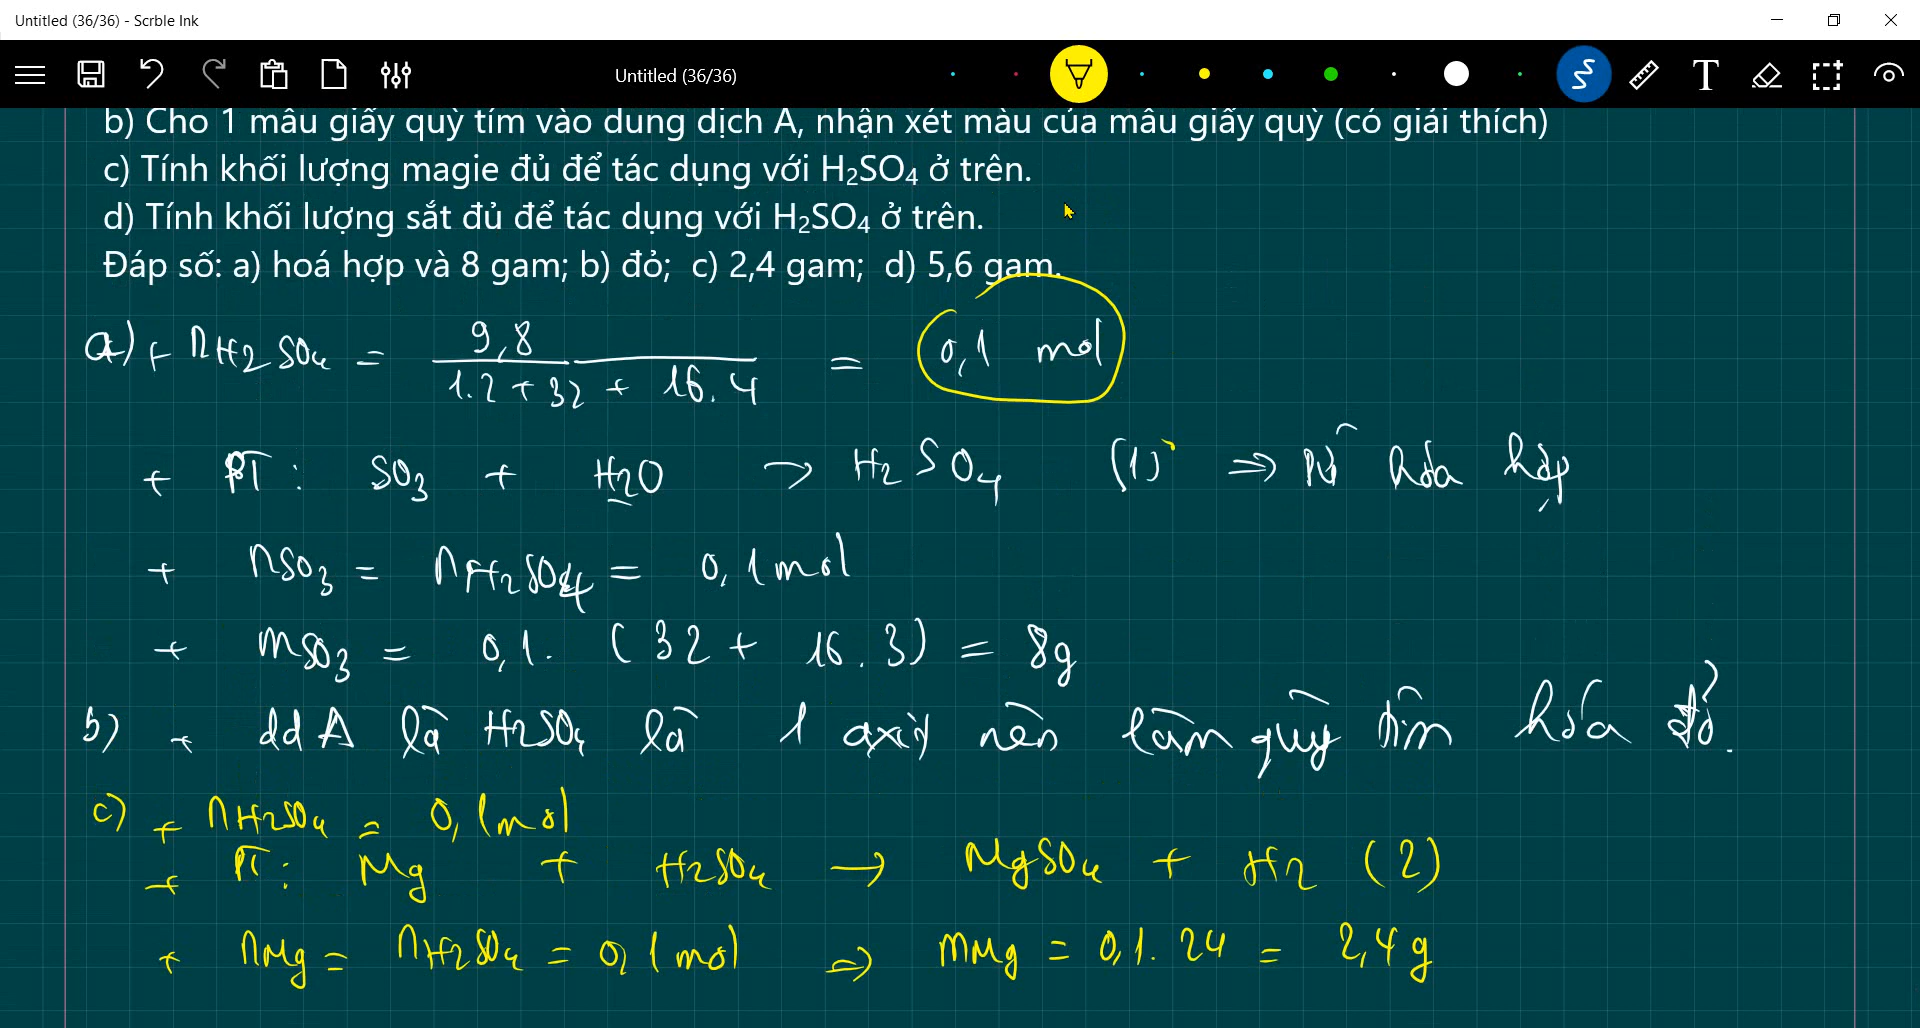 Untitled (36/36) - Scrble Ink
Untitled (36/36)
T
b) Cho 1 mẫu giấy quỳ tím vào dung dịch A, nhận xét màu của mẫu giấy quỳ (có giải thích)
c) Tính khối lượng magie đủ để tác dụng với H₂SO₄ ở trên.
d) Tính khối lượng sắt đủ để tác dụng với H₂SO₄ ở trên.
Đáp số: a) hoá hợp và 8 gam; b) đỏ; c) 2,4 gam; d) 5,6 gam.
a) + nH2SO4 = 9,8 / 1.2 + 32 + 16.4 = 0,1 mol
+ PT: SO3 + H2O → H2SO4 (1) ⇒ PƯ hóa hợp
+ nSO3 = nH2SO4 = 0,1 mol
+ mSO3 = 0,1. (32 + 16.3) = 8g
b) + dd A là H2SO4 là 1 axit nên làm quỳ tím hóa đỏ.
c) + nH2SO4 = 0,1 mol
+ PT: Mg + H2SO4 → MgSO4 + H2 (2)
+ nMg = nH2SO4 = 0,1 mol ⇒ mMg = 0,1. 24 = 2,4 g